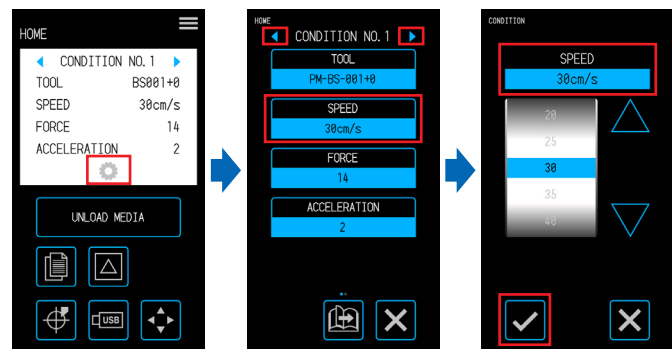 HOME
CONDITION NO.1
TOOL BS001+0
SPEED 30cm/s
FORCE 14
ACCELERATION 2
UNLOAD MEDIA
USB
HOME
CONDITION NO.1
TOOL
PM-BS-001+0
SPEED
30cm/s
FORCE
14
ACCELERATION
2
CONDITION
SPEED
30cm/s
20
25
30
35
40